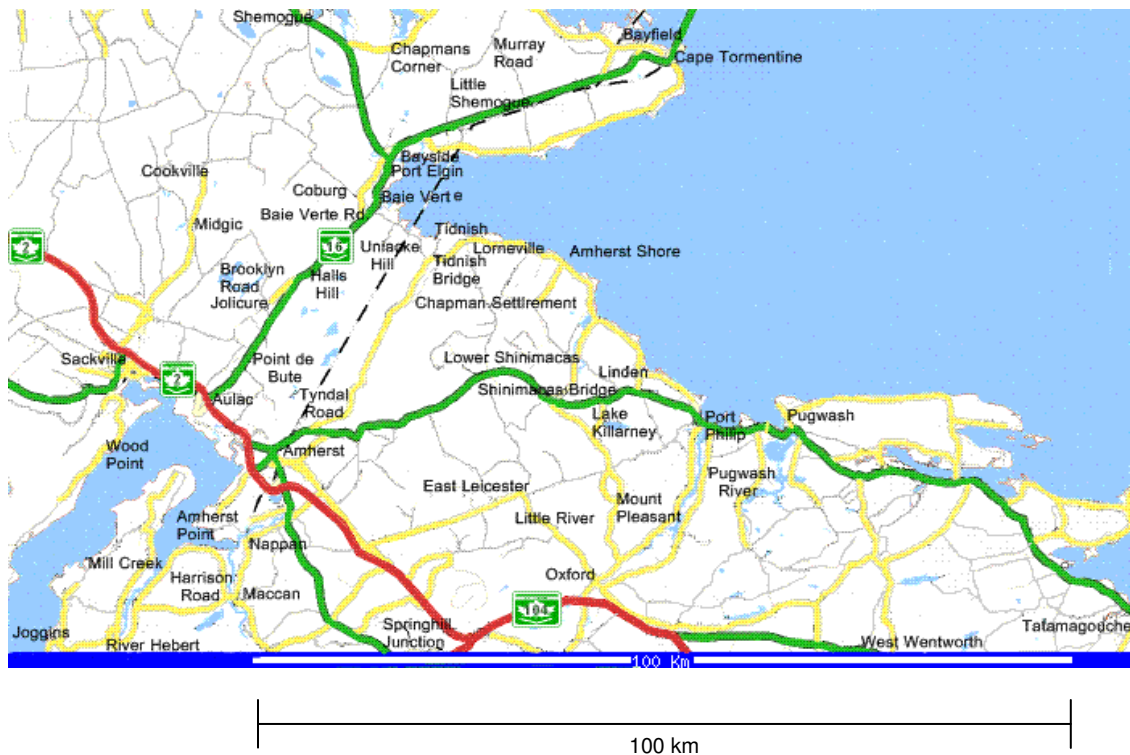 Shemogue
Chapmans
Corner
Murray
Road
Bayfield
Cape Tormentine
Little
Shemogue
Cookville
Bayside
Port Elgin
Coburg
Baie Verte
Baie Verte Rd
Midgic
2
16
Uniacke
Hill
Tidnish
Lorneville
Amherst Shore
Tidnish
Bridge
Brooklyn
Road
Jolicure
Halls
Hill
Chapman Settlrement
Sackville
2
Point de
Bute
Aulac
Lower Shinimacas
Shinimacas Bridge
Linden
Tyndal
Road
Lake
Killarney
Port
Philip
Pugwash
Wood
Point
Amherst
Pugwash
River
East Leicester
Mount
Pleasant
Little River
Amherst
Point
Nappan
Mill Creek
Harrison
Road
Maccan
Oxford
104
Joggins
River Hebert
Springhill
Junction
West Wentworth
Tatamagouche
100 Km
100 km